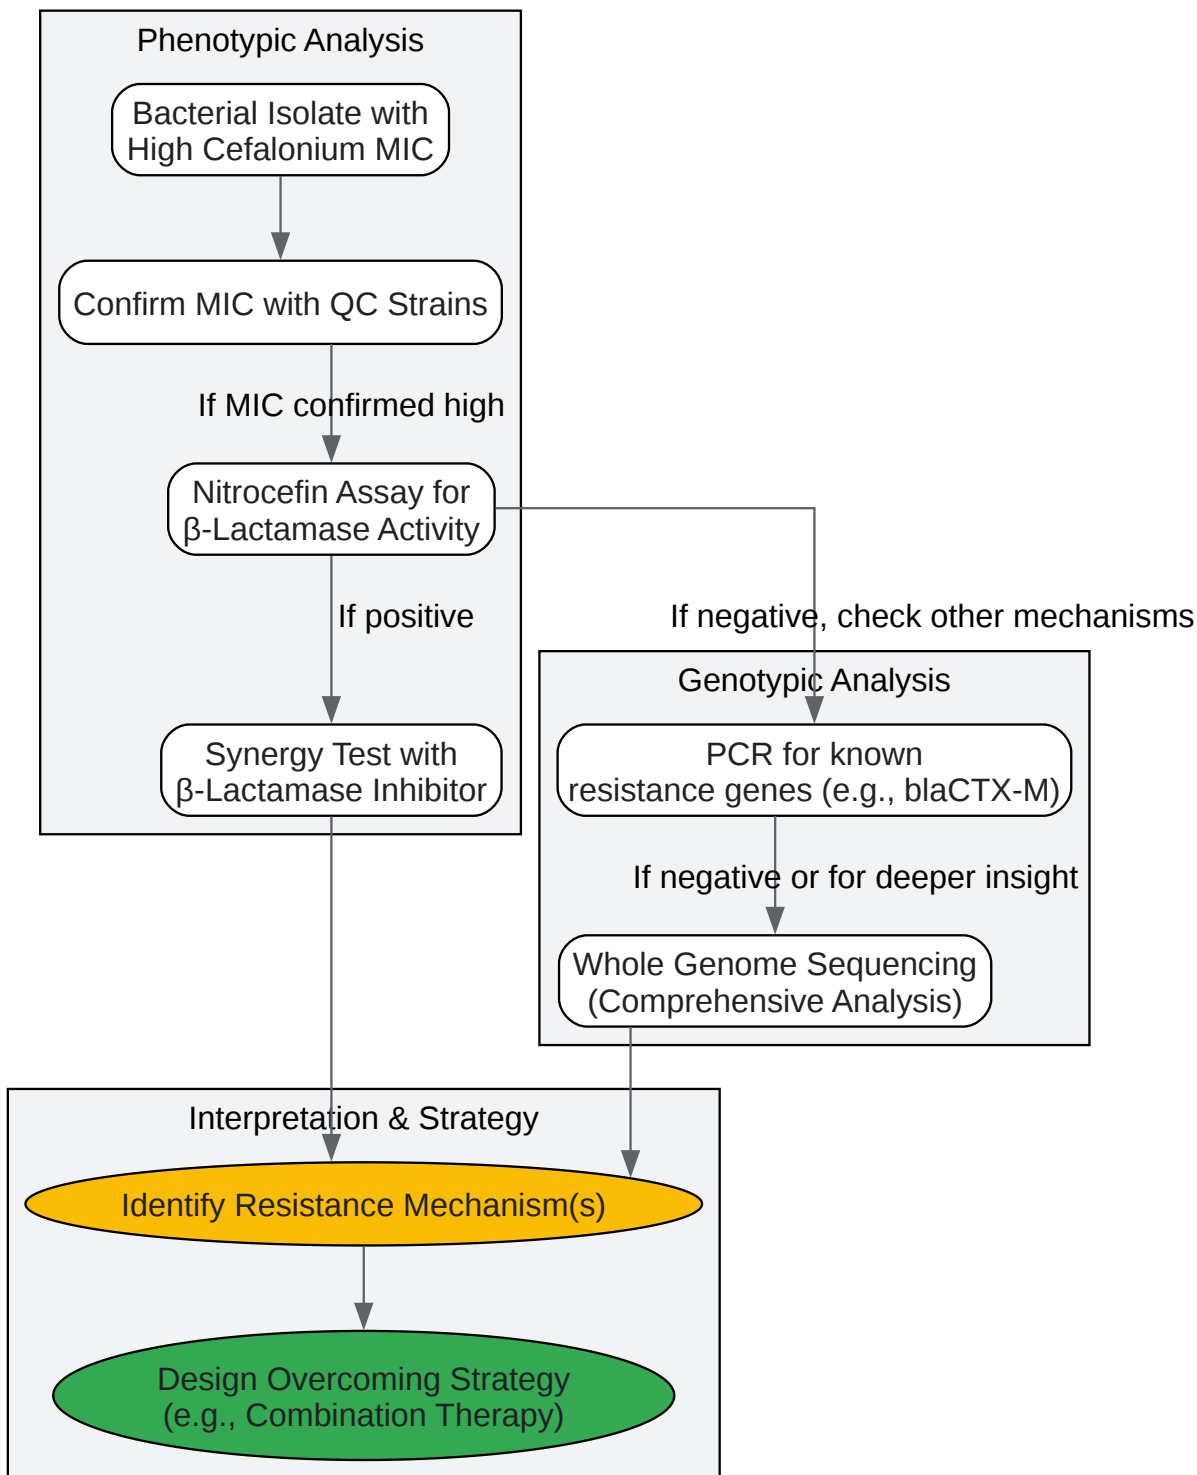 Phenotypic Analysis
Bacterial Isolate with
High Cefalonium MIC
Confirm MIC with QC Strains
If MIC confirmed high
Nitrocefin Assay for
β-Lactamase Activity
If positive
If negative, check other mechanisms
Synergy Test with
β-Lactamase Inhibitor
Genotypic Analysis
PCR for known
resistance genes (e.g., blaCTX-M)
If negative or for deeper insight
Whole Genome Sequencing
(Comprehensive Analysis)
Interpretation & Strategy
Identify Resistance Mechanism(s)
Design Overcoming Strategy
(e.g., Combination Therapy)